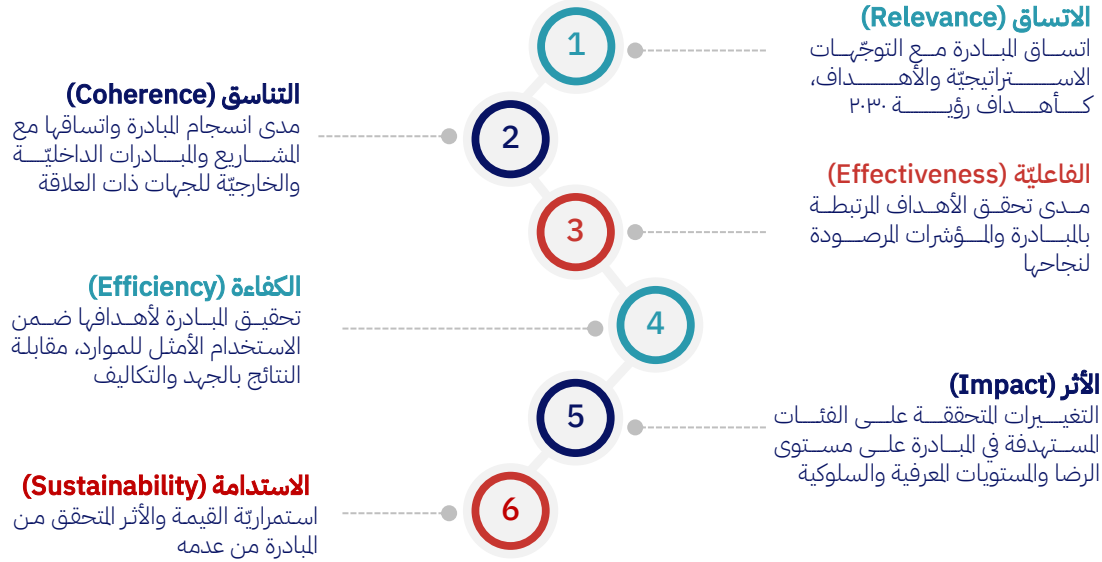 1
الاتساق (Relevance)
اتساق المبادرة مع التوجّهات
الاستراتيجيّة والأهداف،
كأهداف رؤية ٢٠٣٠
2
التناسق (Coherence)
مدى انسجام المبادرة واتساقها مع
المشاريع والمبادرات الداخليّة
والخارجيّة للجهات ذات العلاقة
3
الفاعليّة (Effectiveness)
مدى تحقق الأهداف المرتبطة
بالمبادرة والمؤشرات المرصودة
لنجاحها
4
الكفاءة (Efficiency)
تحقيق المبادرة لأهدافها ضمن
الاستخدام الأمثل للموارد، مقابلة
النتائج بالجهد والتكاليف
5
الأثر (Impact)
التغييرات المتحققة على الفئات
المستهدفة في المبادرة على مستوى
الرضا والمستويات المعرفية والسلوكية
6
الاستدامة (Sustainability)
استمراريّة القيمة والأثر المتحقق من
المبادرة من عدمه